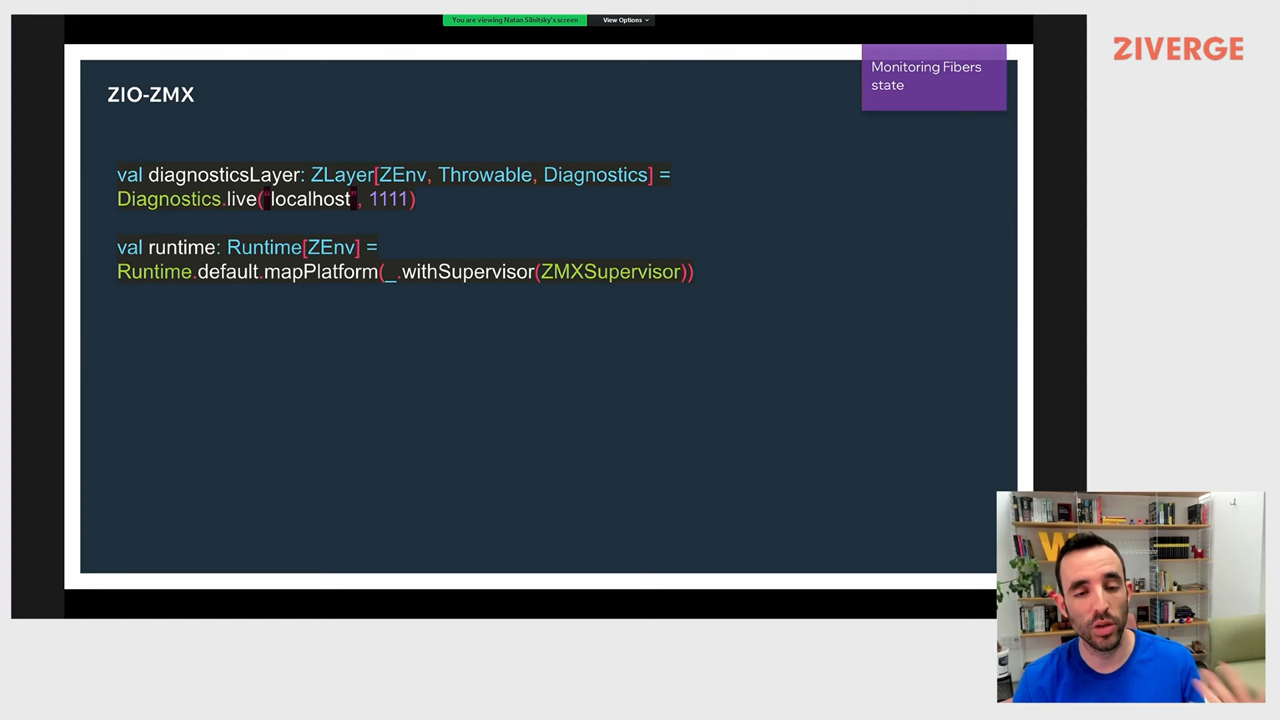 You are viewing Natan Silnitsky's screen
View Options
ZIVERGE
Monitoring Fibers
state
ZIO-ZMX
val diagnosticsLayer: ZLayer[ZEnv, Throwable, Diagnostics] =
Diagnostics.live("localhost", 1111)
val runtime: Runtime[ZEnv] =
Runtime.default.mapPlatform(_.withSupervisor(ZMXSupervisor))